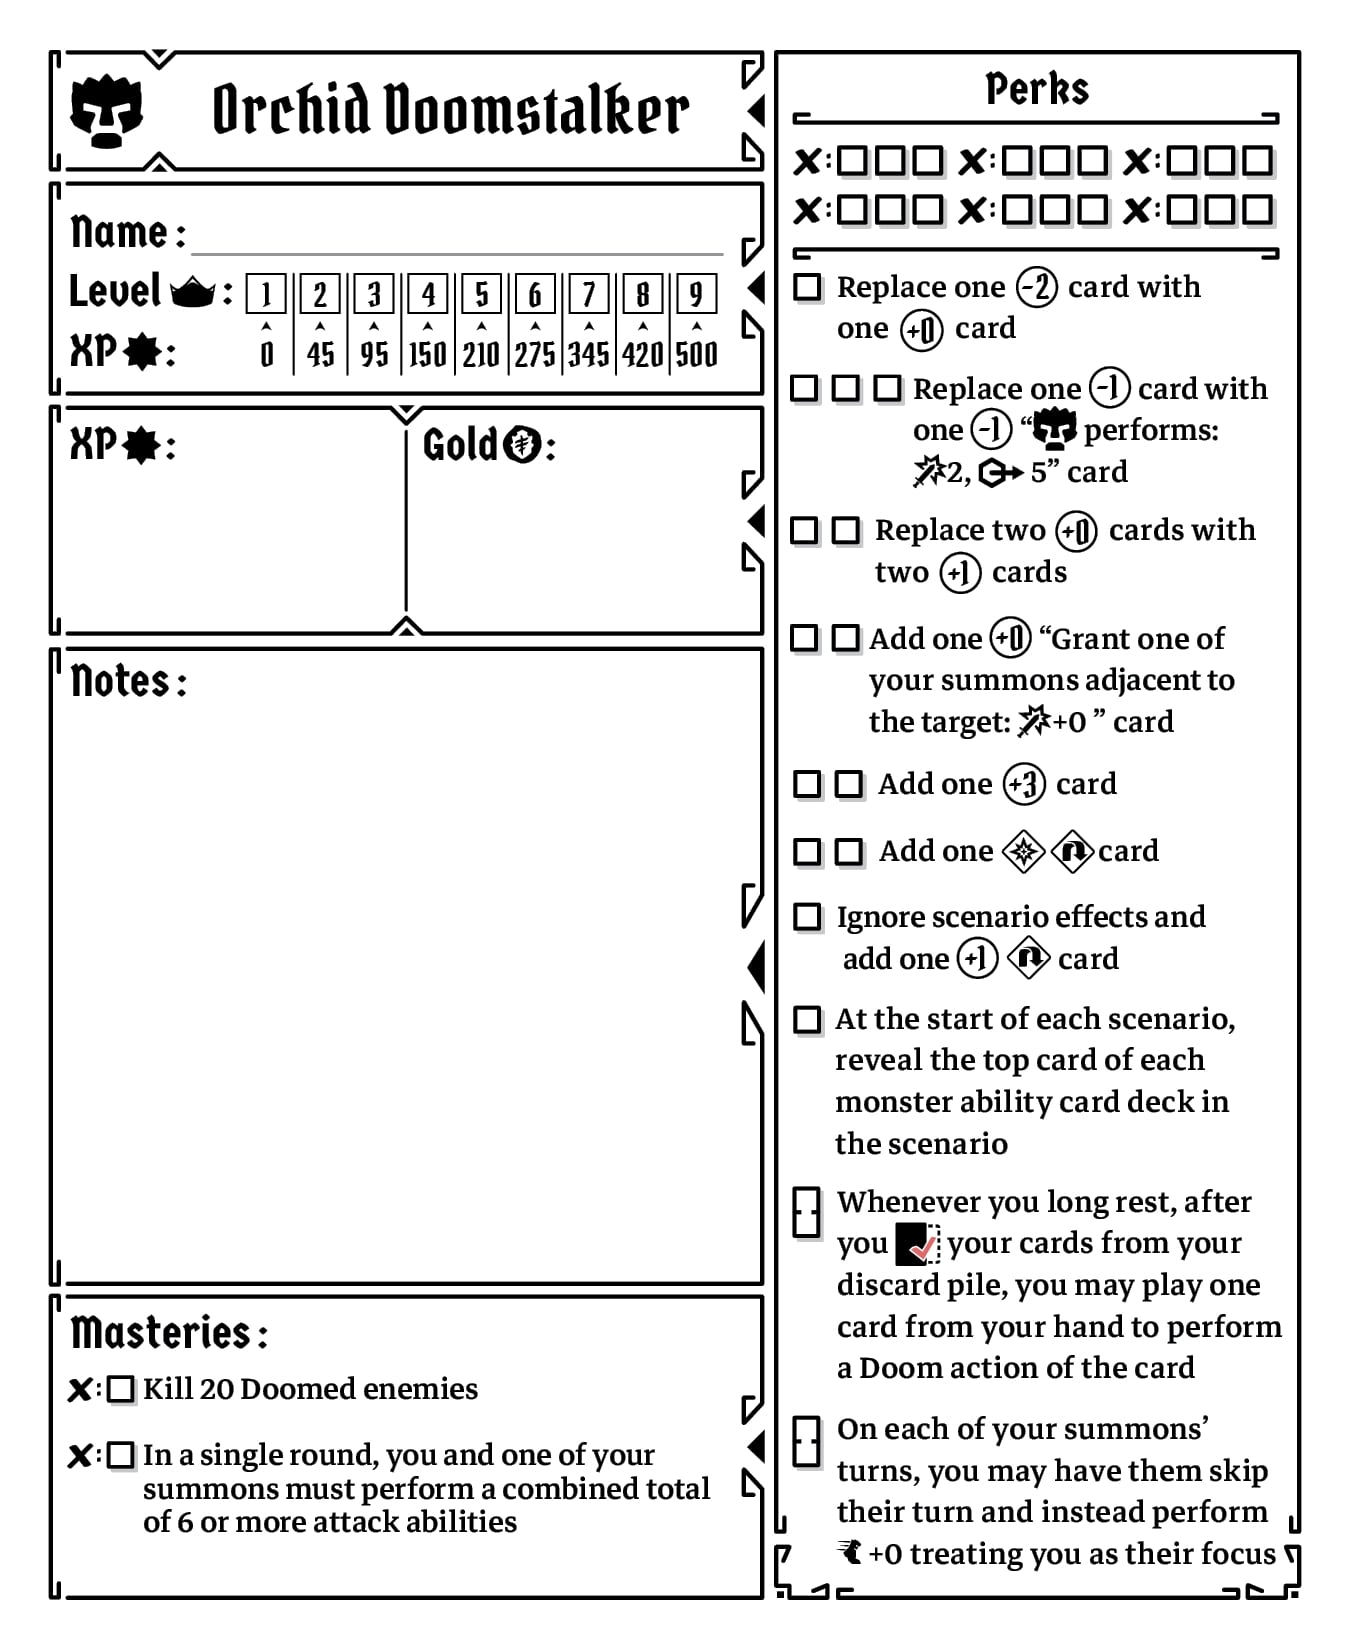 Orchid Doomstalker
Name:
Level : 1 2 3 4 5 6 7 8 9
XP : 0 45 95 150 210 275 345 420 500
XP :
Gold :
Notes:
Masteries:
Kill 20 Doomed enemies
In a single round, you and one of your
summons must perform a combined total
of 6 or more attack abilities
Perks
Replace one -2 card with
one +0 card
Replace one -1 card with
one -1 “ performs:
2, 5” card
Replace two +0 cards with
two +1 cards
Add one +0 “Grant one of
your summons adjacent to
the target: +0 ” card
Add one +3 card
Add one card
Ignore scenario effects and
add one +1 card
At the start of each scenario,
reveal the top card of each
monster ability card deck in
the scenario
Whenever you long rest, after
you your cards from your
discard pile, you may play one
card from your hand to perform
a Doom action of the card
On each of your summons’
turns, you may have them skip
their turn and instead perform
+0 treating you as their focus